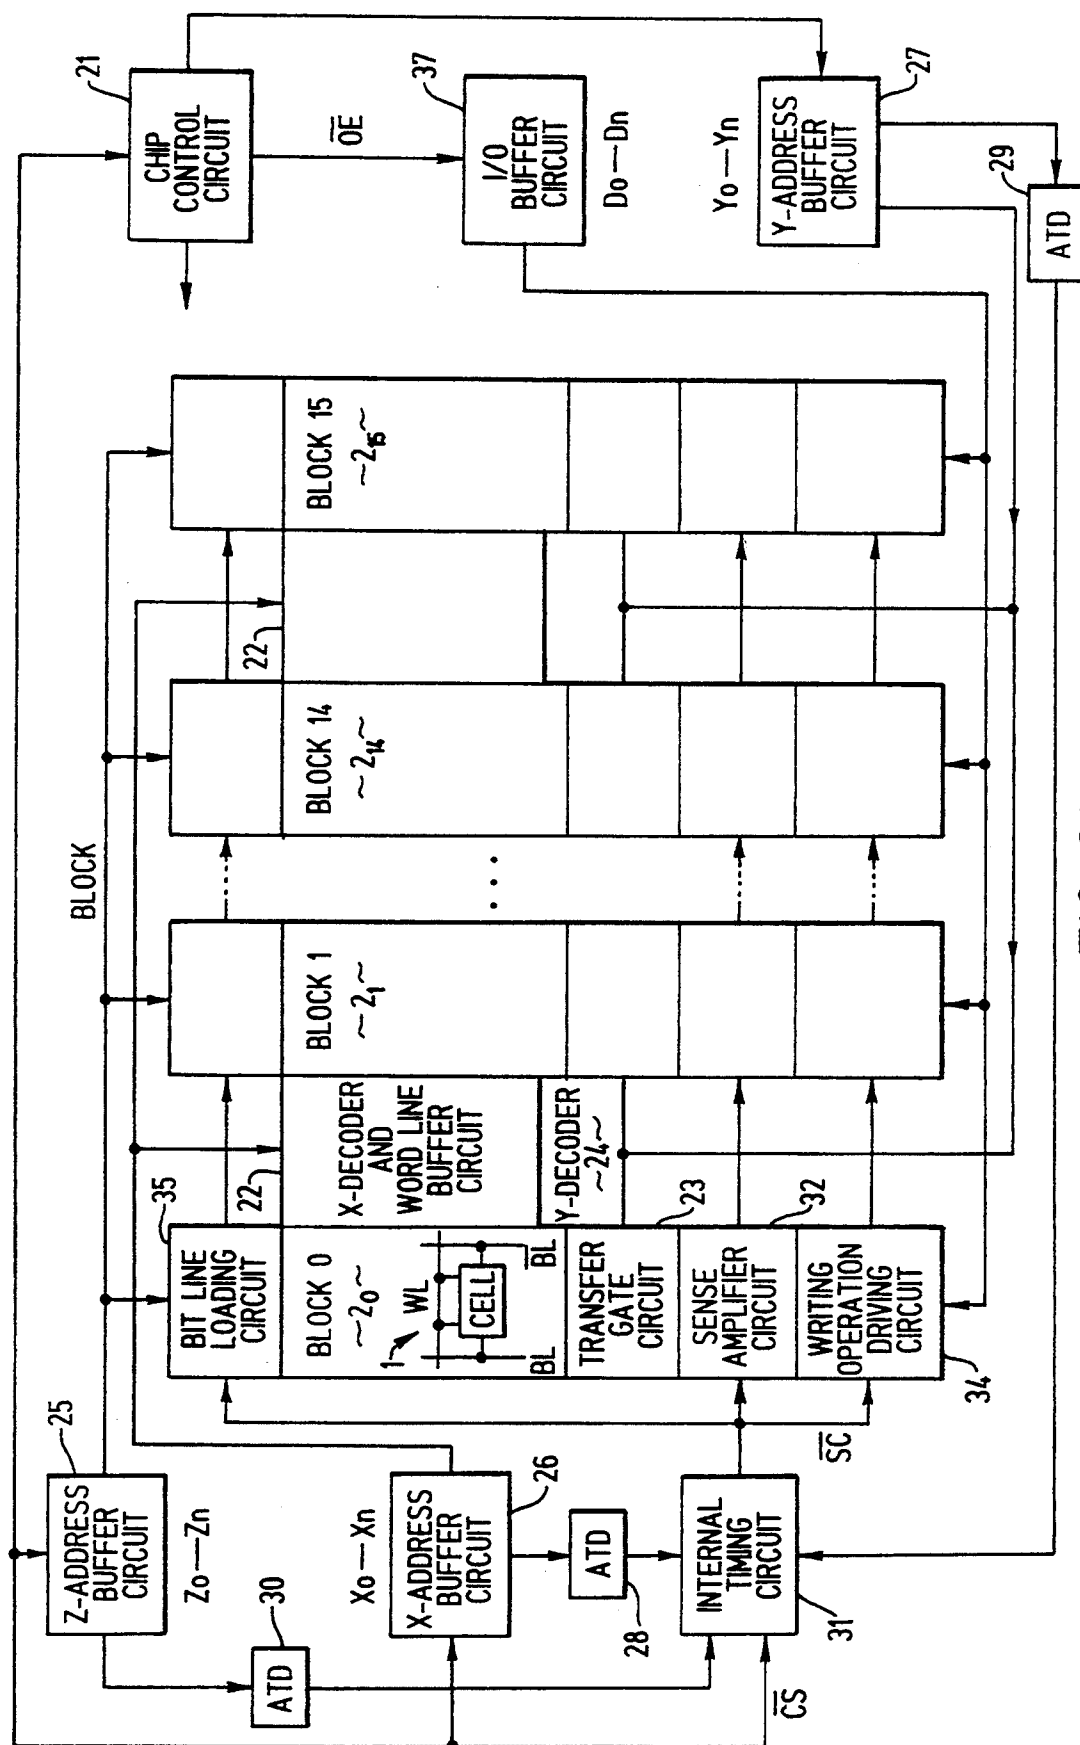 Z-ADDRESS
BUFFER
CIRCUIT
25
Zo—Zn
ATD
30
Xo—Xn
X-ADDRESS
BUFFER
CIRCUIT
26
ATD
28
INTERNAL
TIMING
CIRCUIT
31
CS
SC
BLOCK
BIT LINE
LOADING
CIRCUIT
35
22
BLOCK 0
~2₀~
1
WL
CELL
BL
BL
TRANSFER
GATE
CIRCUIT
23
SENSE
AMPLIFIER
CIRCUIT
32
WRITING
OPERATION
DRIVING
CIRCUIT
34
X-DECODER
AND
WORD LINE
BUFFER
CIRCUIT
Y-DECODER
~24~
BLOCK 1
~2₁~
...
BLOCK 14
~2₁₄~
22
BLOCK 15
~2₁₅~
CHIP
CONTROL
CIRCUIT
21
OE
I/O
BUFFER
CIRCUIT
37
Do—Dn
Yo—Yn
Y-ADDRESS
BUFFER
CIRCUIT
27
29
ATD